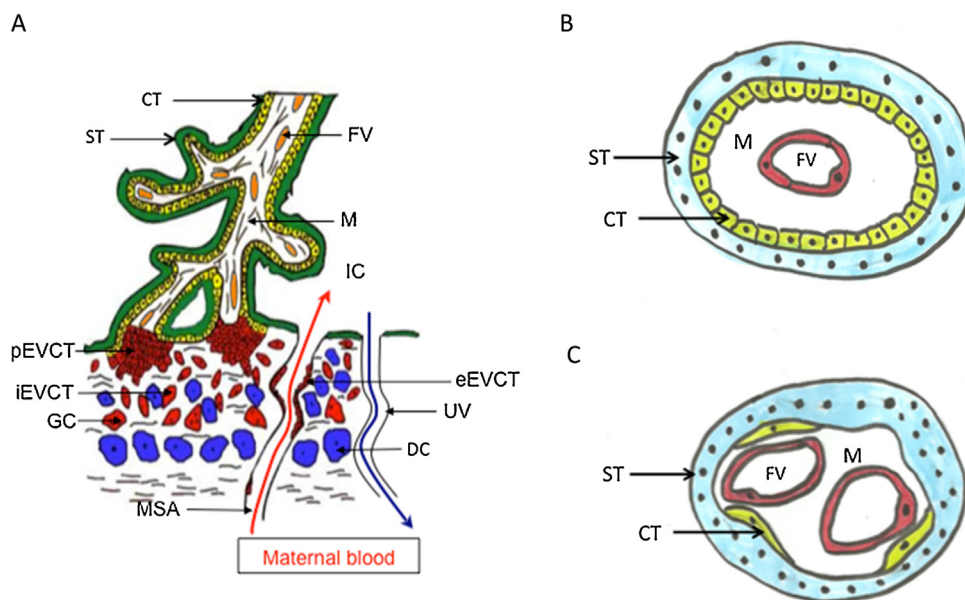 A
CT
ST
FV
M
IC
pEVCT
iEVCT
GC
eEVCT
UV
DC
MSA
Maternal blood
B
M
FV
ST
CT
C
M
FV
ST
CT